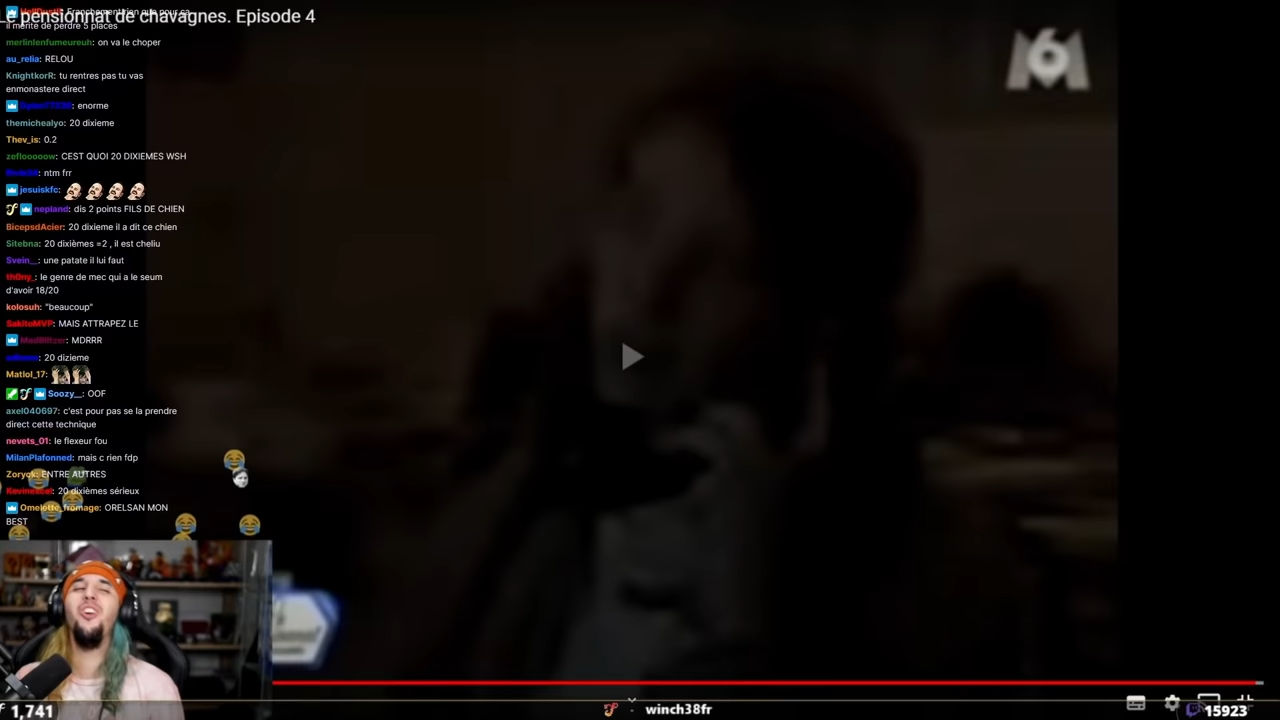 Le pensionnat de chavagnes. Episode 4
il mérite de perdre 5 places
merlinlenfumeureuh: on va le choper
au_relia: RELOU
KnightkorR: tu rentres pas tu vas
enmonastere direct
: enorme
themichealyo: 20 dixieme
Thev_is: 0.2
zeflooooow: CEST QUOI 20 DIXIEMES WSH
: ntm frr
jesuiskfc:
nepland: dis 2 points FILS DE CHIEN
BicepsdAcier: 20 dixieme il a dit ce chien
Sitebna: 20 dixièmes =2 , il est cheliu
Svein__: une patate il lui faut
th0ny_: le genre de mec qui a le seum
d'avoir 18/20
kolosuh: "beaucoup"
SakitoMVP: MAIS ATTRAPEZ LE
: MDRRR
: 20 dizieme
Matlol_17:
Soozy__: OOF
axel040697: c'est pour pas se la prendre
direct cette technique
nevets_01: le flexeur fou
MilanPlafonned: mais c rien fdp
Zoryck: ENTRE AUTRES
: 20 dixièmes sérieux
Omelette_fromage: ORELSAN MON
BEST
M6
1,741
winch38fr
15923